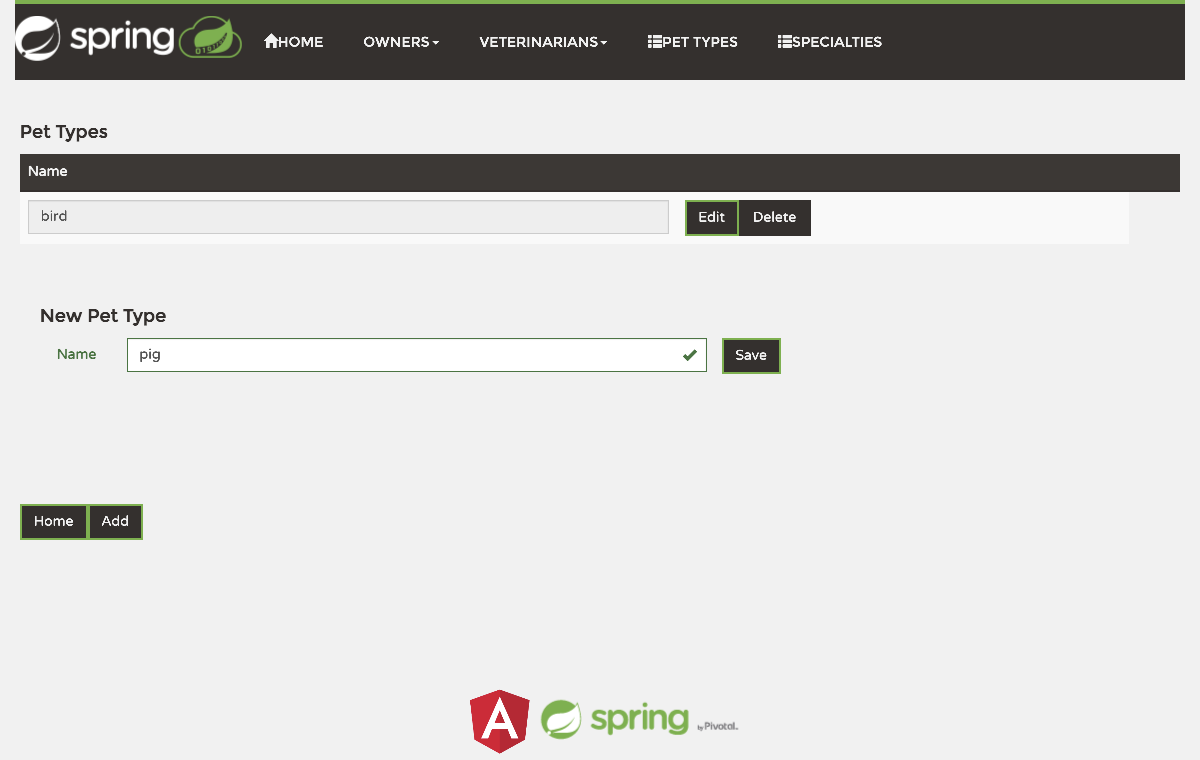 spring HOME OWNERS VETERINARIANS PET TYPES SPECIALTIES
Pet Types
Name
bird Edit Delete
New Pet Type
Name pig Save
Home Add
A spring by Pivotal.